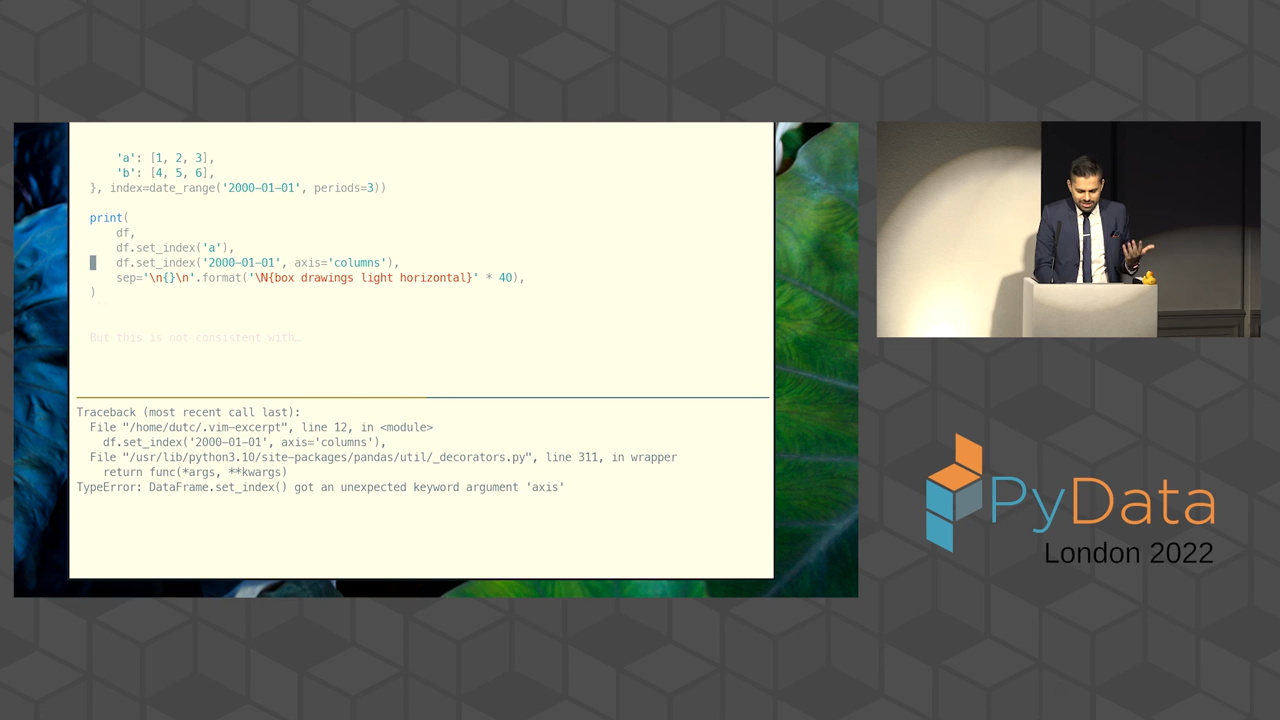 'a': [1, 2, 3],
'b': [4, 5, 6],
}, index=date_range('2000-01-01', periods=3))
print(
df,
df.set_index('a'),
df.set_index('2000-01-01', axis='columns'),
sep='\n{}\n'.format('\N{box drawings light horizontal}' * 40),
)
```
But this is not consistent with…
Traceback (most recent call last):
File "/home/dutc/.vim-excerpt", line 12, in <module>
df.set_index('2000-01-01', axis='columns'),
File "/usr/lib/python3.10/site-packages/pandas/util/_decorators.py", line 311, in wrapper
return func(*args, **kwargs)
TypeError: DataFrame.set_index() got an unexpected keyword argument 'axis'
PyData
London 2022